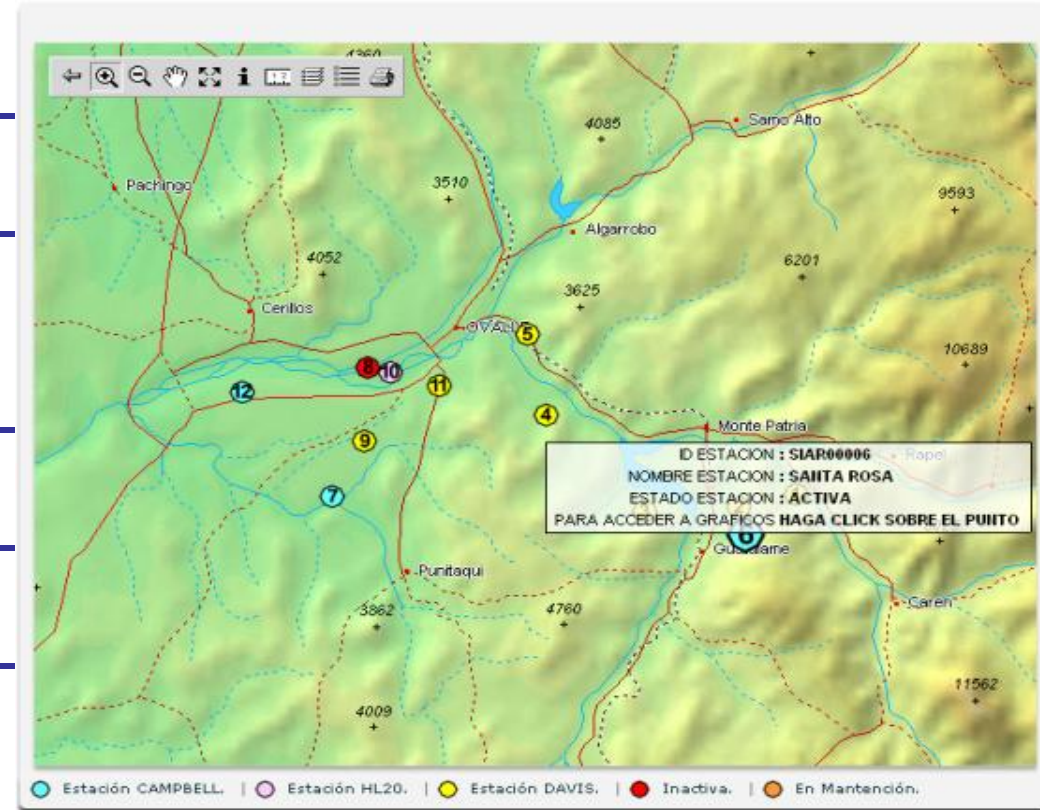 4360
Samo Alto
4085
Pachingo
3510
9593
Algarrobo
4052
6201
3625
Cerillos
OVALLE
5
10689
8
10
11
12
4
Monte Patria
9
ID ESTACION : SIAR00006
Rapel
NOMBRE ESTACION : SANTA ROSA
7
ESTADO ESTACION : ACTIVA
PARA ACCEDER A GRAFICOS HAGA CLICK SOBRE EL PUNTO
6
Punitaqui
Caren
3862
4760
11562
4009
Estación CAMPBELL. | Estación HL20. | Estación DAVIS. | Inactiva. | En Mantención.